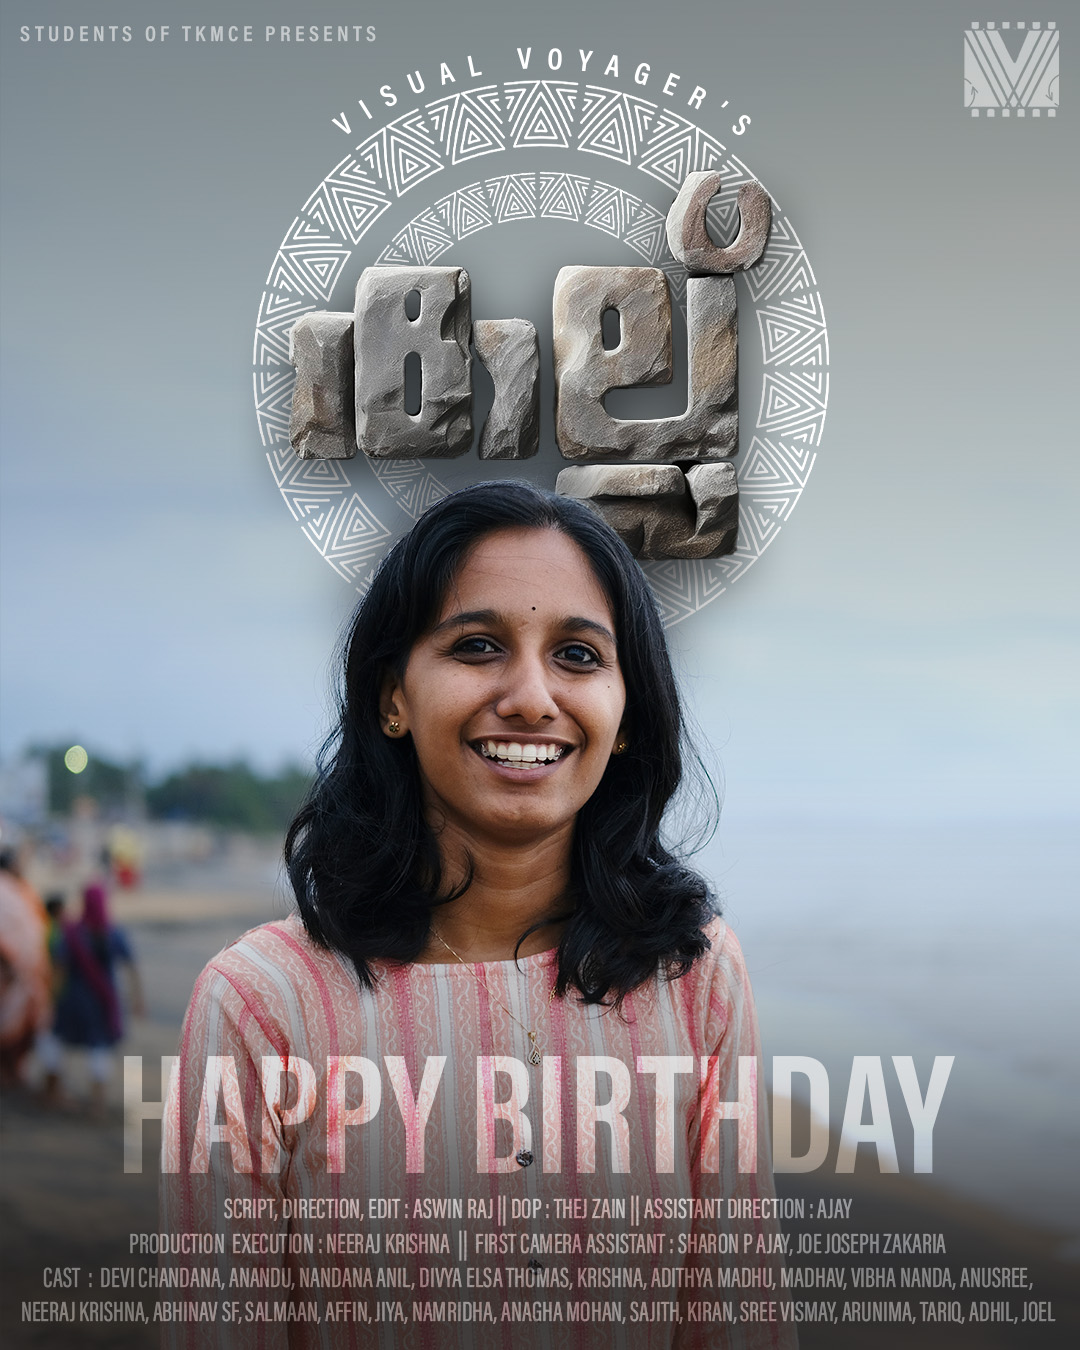 STUDENTS OF TKMCE PRESENTS
VISUAL VOYAGER'S
കല്ല്
HAPPY BIRTHDAY
SCRIPT, DIRECTION, EDIT : ASWIN RAJ || DOP : THEJ ZAIN || ASSISTANT DIRECTION : AJAY
PRODUCTION EXECUTION : NEERAJ KRISHNA || FIRST CAMERA ASSISTANT : SHARON P AJAY, JOE JOSEPH ZAKARIA
CAST : DEVI CHANDANA, ANANDU, NANDANA ANIL, DIVYA ELSA THOMAS, KRISHNA, ADITHYA MADHU, MADHAV, VIBHA NANDA, ANUSREE,
NEERAJ KRISHNA, ABHINAV SF, SALMAAN, AFFIN, JIYA, NAMRIDHA, ANAGHA MOHAN, SAJITH, KIRAN, SREE VISMAY, ARUNIMA, TARIQ, ADHIL, JOEL